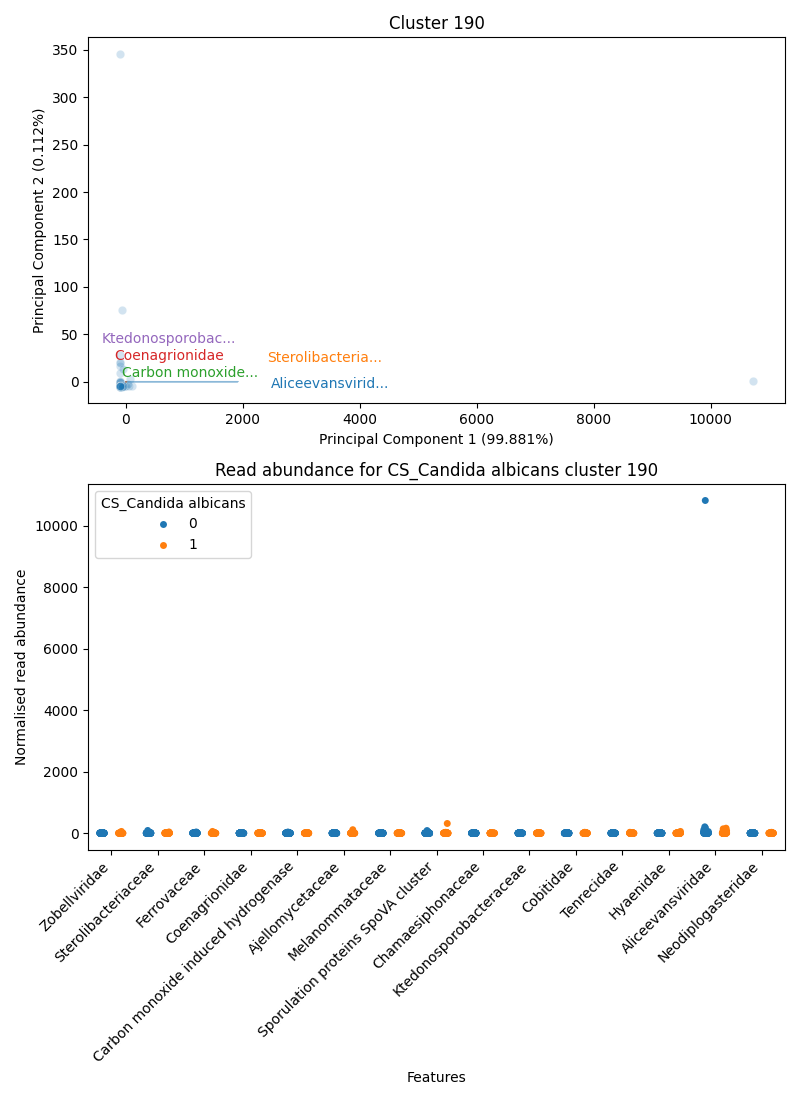 Cluster 190
Principal Component 2 (0.112%)
350
300
250
200
150
100
50
0
Ktedonosporobac...
Coenagrionidae
Sterolibacteria...
Carbon monoxide...
Aliceevansvirid...
0
2000
4000
6000
8000
10000
Principal Component 1 (99.881%)
Read abundance for CS_Candida albicans cluster 190
Normalised read abundance
10000
8000
6000
4000
2000
0
CS_Candida albicans
0
1
Zobellviridae
Sterolibacteriaceae
Ferrovaceae
Coenagrionidae
Carbon monoxide induced hydrogenase
Ajellomycetaceae
Melanommataceae
Sporulation proteins SpoVA cluster
Chamaesiphonaceae
Ktedonosporobacteraceae
Cobitidae
Tenrecidae
Hyaenidae
Aliceevansviridae
Neodiplogasteridae
Features